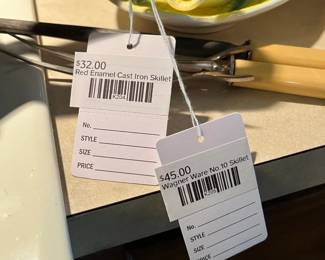 $32.00
Red Enamel Cast Iron Skillet
No.
STYLE
SIZE
PRICE
$45.00
Wagner Ware No.10 Skillet
No.
STYLE
SIZE
PRICE